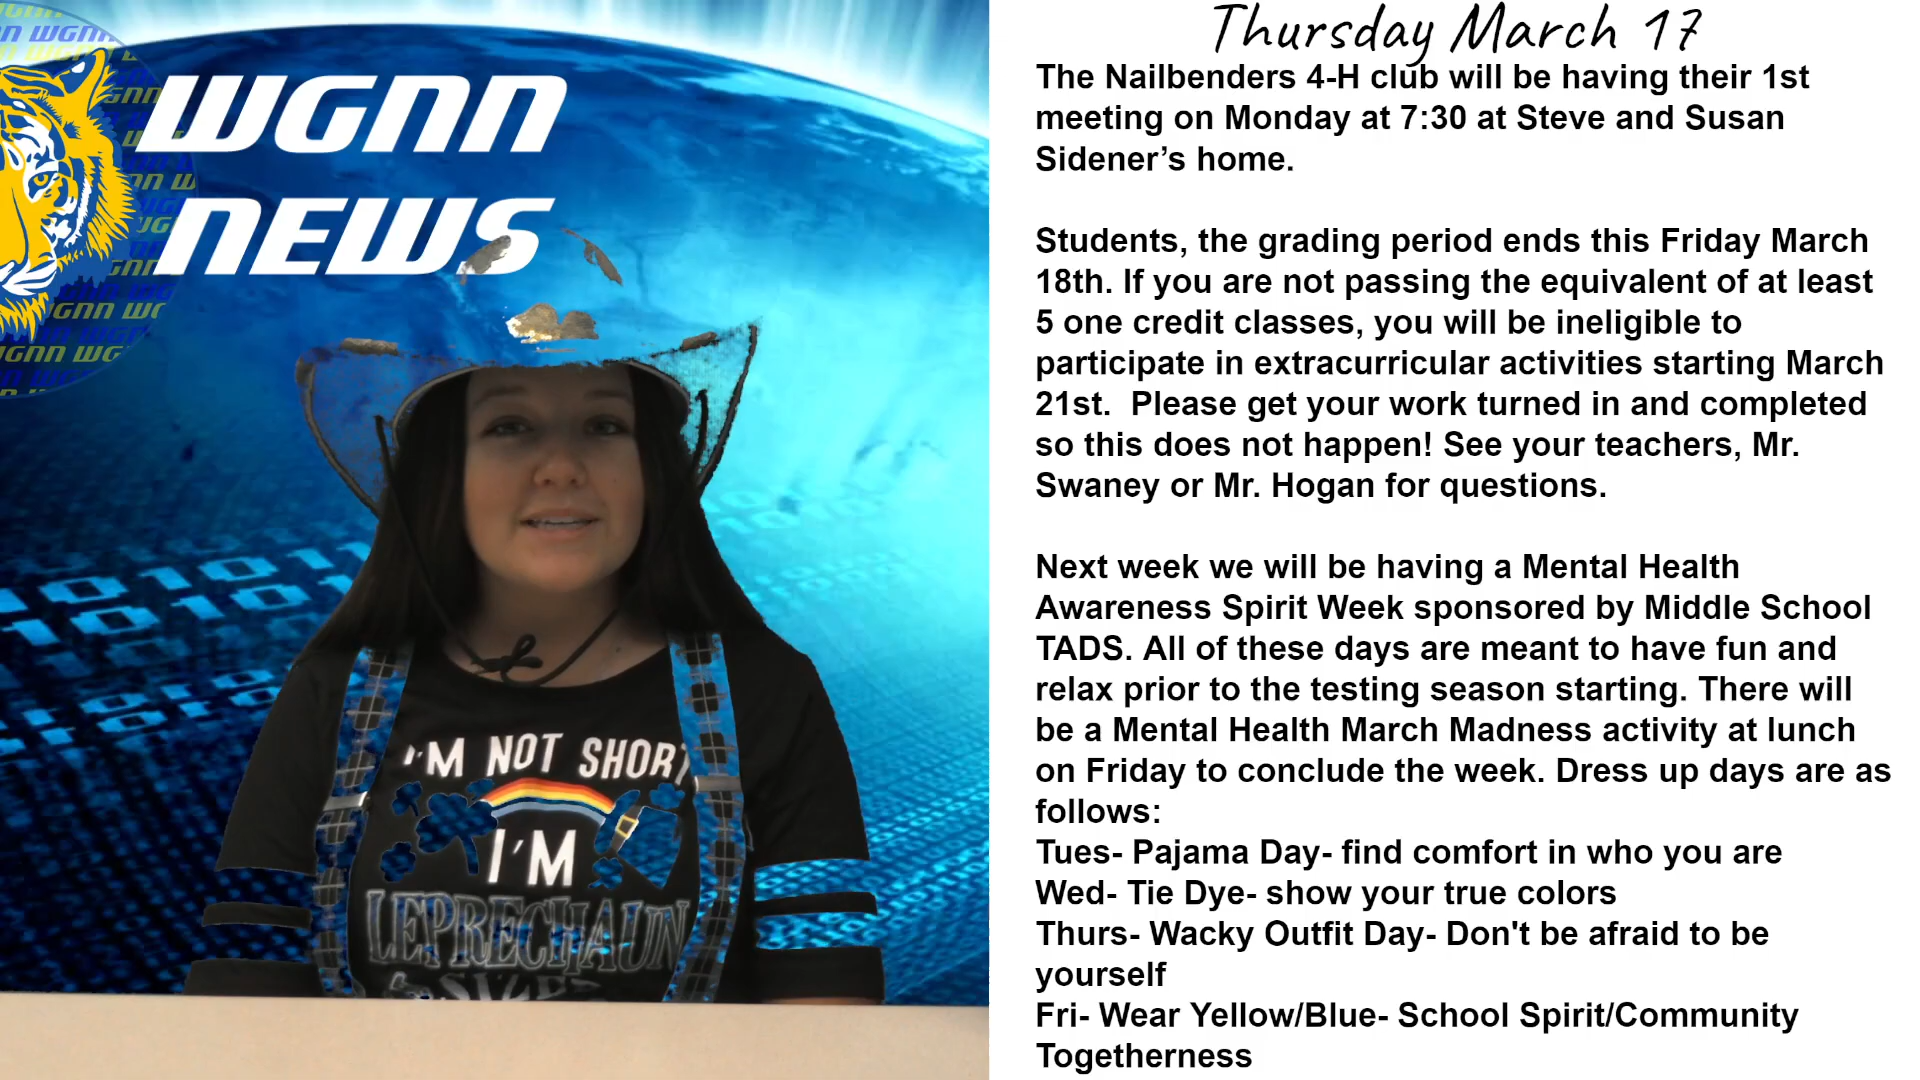 WGNN
NEWS
I'M NOT SHORT
I'M
LEPRECHAUN
SIZE
Thursday March 17
The Nailbenders 4-H club will be having their 1st
meeting on Monday at 7:30 at Steve and Susan
Sidener’s home.
Students, the grading period ends this Friday March
18th. If you are not passing the equivalent of at least
5 one credit classes, you will be ineligible to
participate in extracurricular activities starting March
21st.  Please get your work turned in and completed
so this does not happen! See your teachers, Mr.
Swaney or Mr. Hogan for questions.
Next week we will be having a Mental Health
Awareness Spirit Week sponsored by Middle School
TADS. All of these days are meant to have fun and
relax prior to the testing season starting. There will
be a Mental Health March Madness activity at lunch
on Friday to conclude the week. Dress up days are as
follows:
Tues- Pajama Day- find comfort in who you are
Wed- Tie Dye- show your true colors
Thurs- Wacky Outfit Day- Don't be afraid to be
yourself
Fri- Wear Yellow/Blue- School Spirit/Community
Togetherness